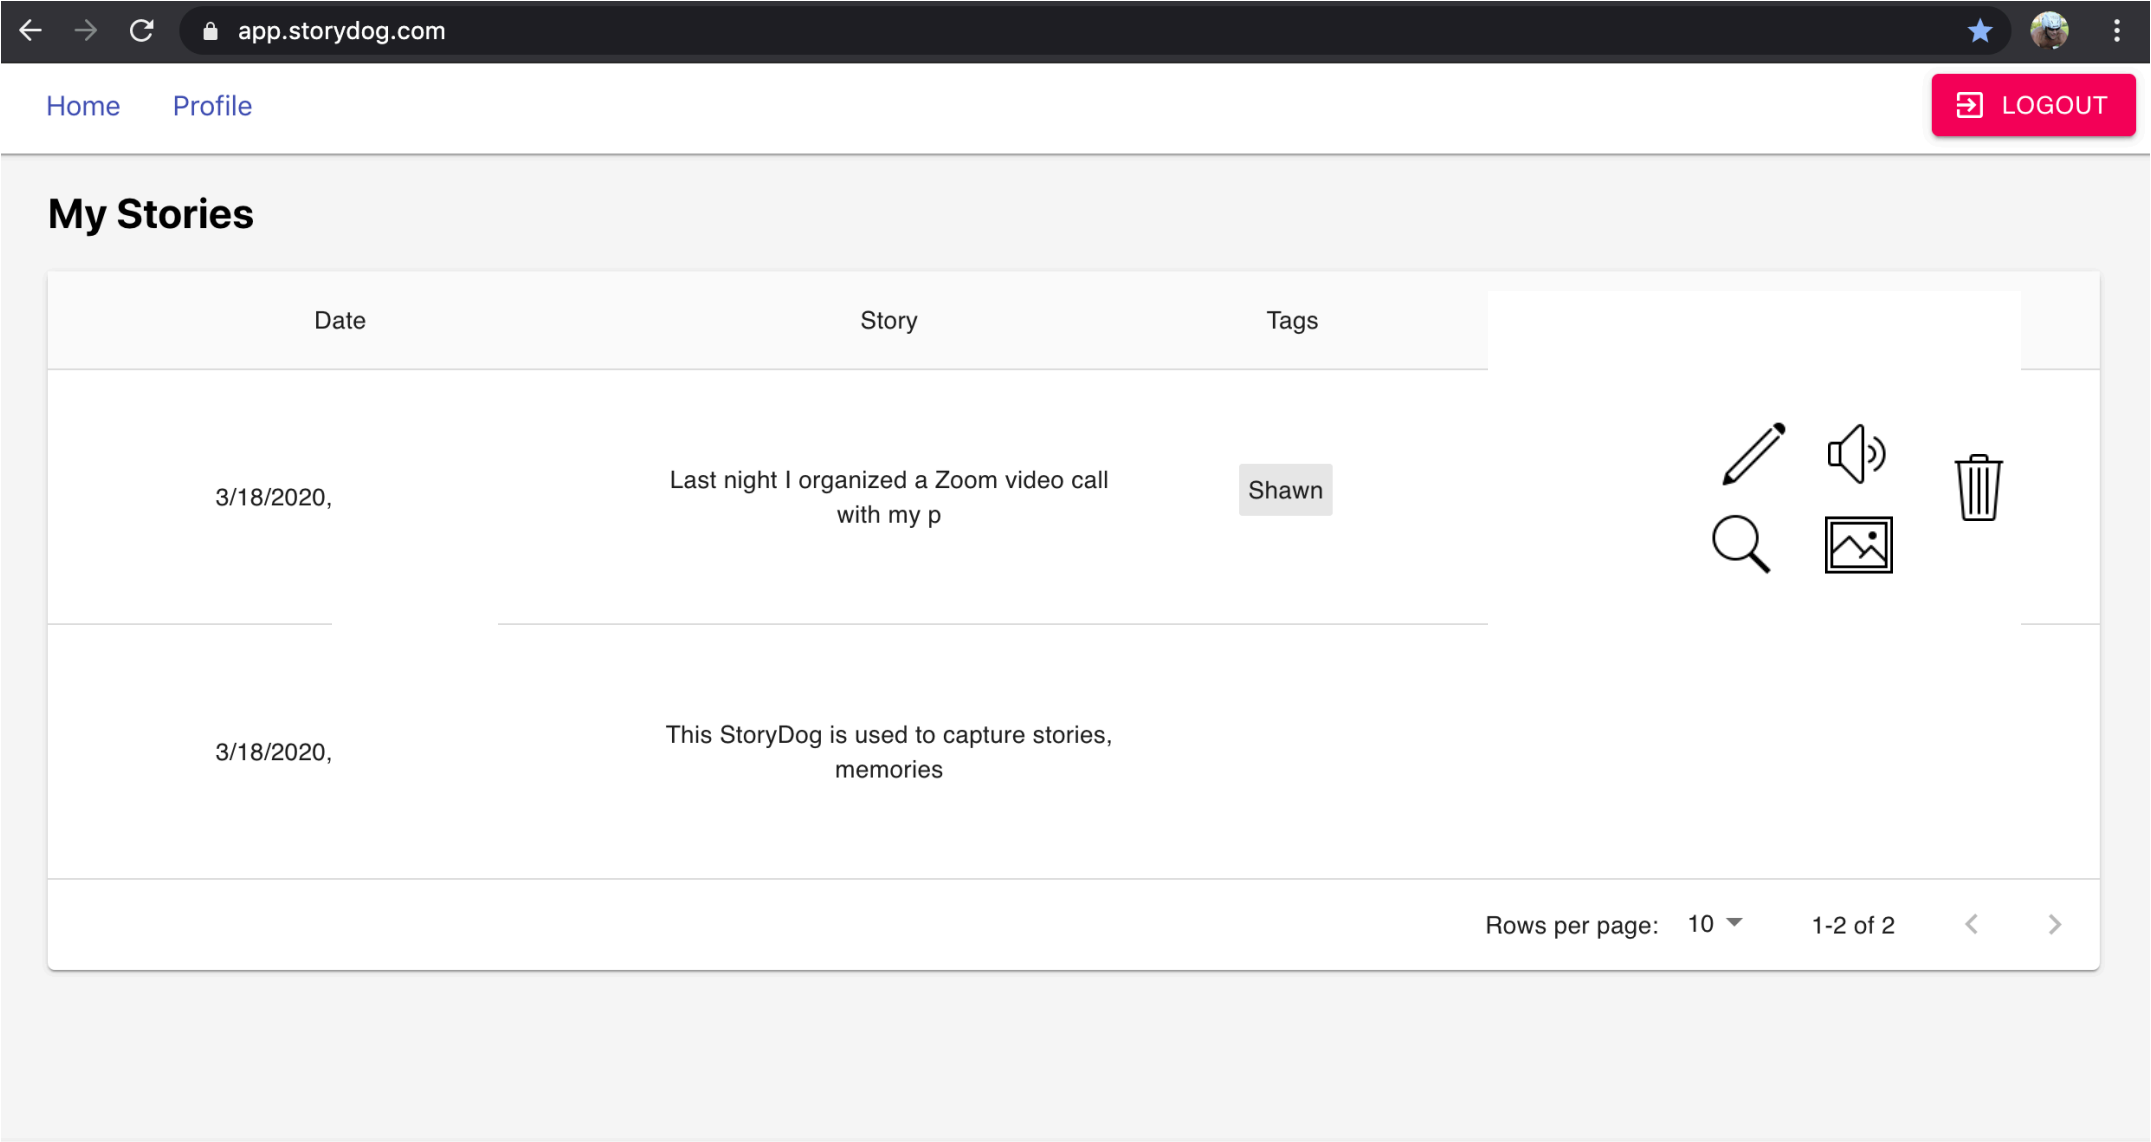 app.storydog.com
Home Profile LOGOUT
My Stories
Date Story Tags
3/18/2020,
Last night I organized a Zoom video call
with my p
Shawn
3/18/2020,
This StoryDog is used to capture stories,
memories
Rows per page: 10 1-2 of 2